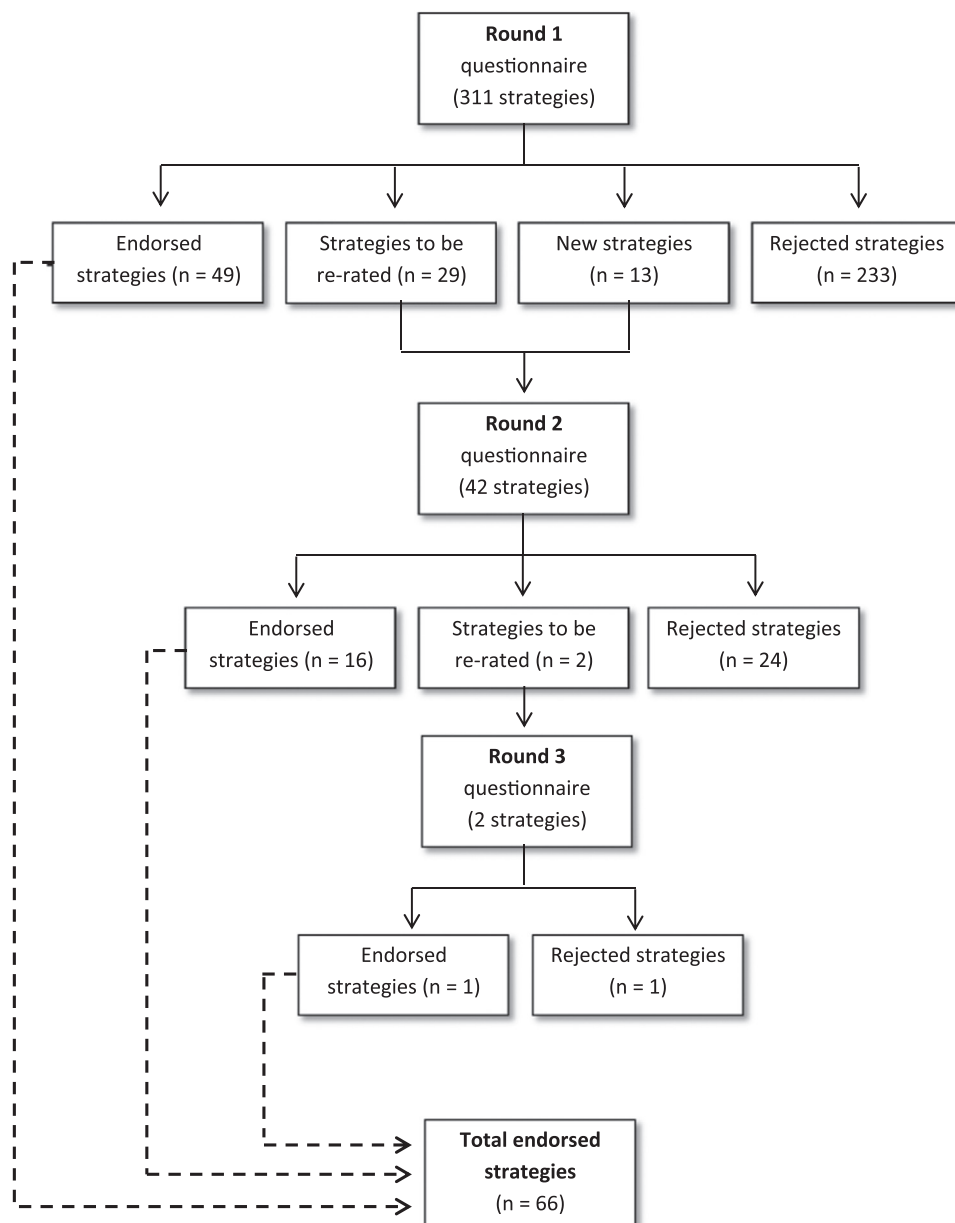 Round 1
questionnaire
(311 strategies)
Endorsed
strategies (n = 49)
Strategies to be
re-rated (n = 29)
New strategies
(n = 13)
Rejected strategies
(n = 233)
Round 2
questionnaire
(42 strategies)
Endorsed
strategies (n = 16)
Strategies to be
re-rated (n = 2)
Rejected strategies
(n = 24)
Round 3
questionnaire
(2 strategies)
Endorsed
strategies (n = 1)
Rejected strategies
(n = 1)
Total endorsed
strategies
(n = 66)